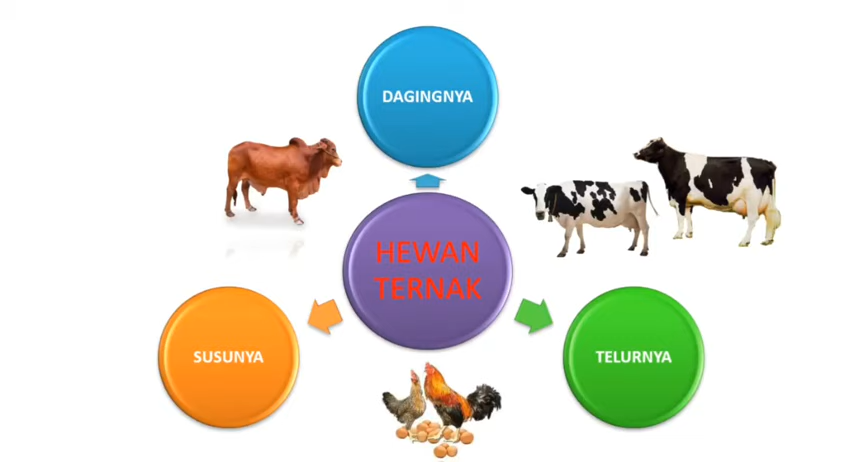 DAGINGNYA
HEWAN
TERNAK
SUSUNYA
TELURNYA